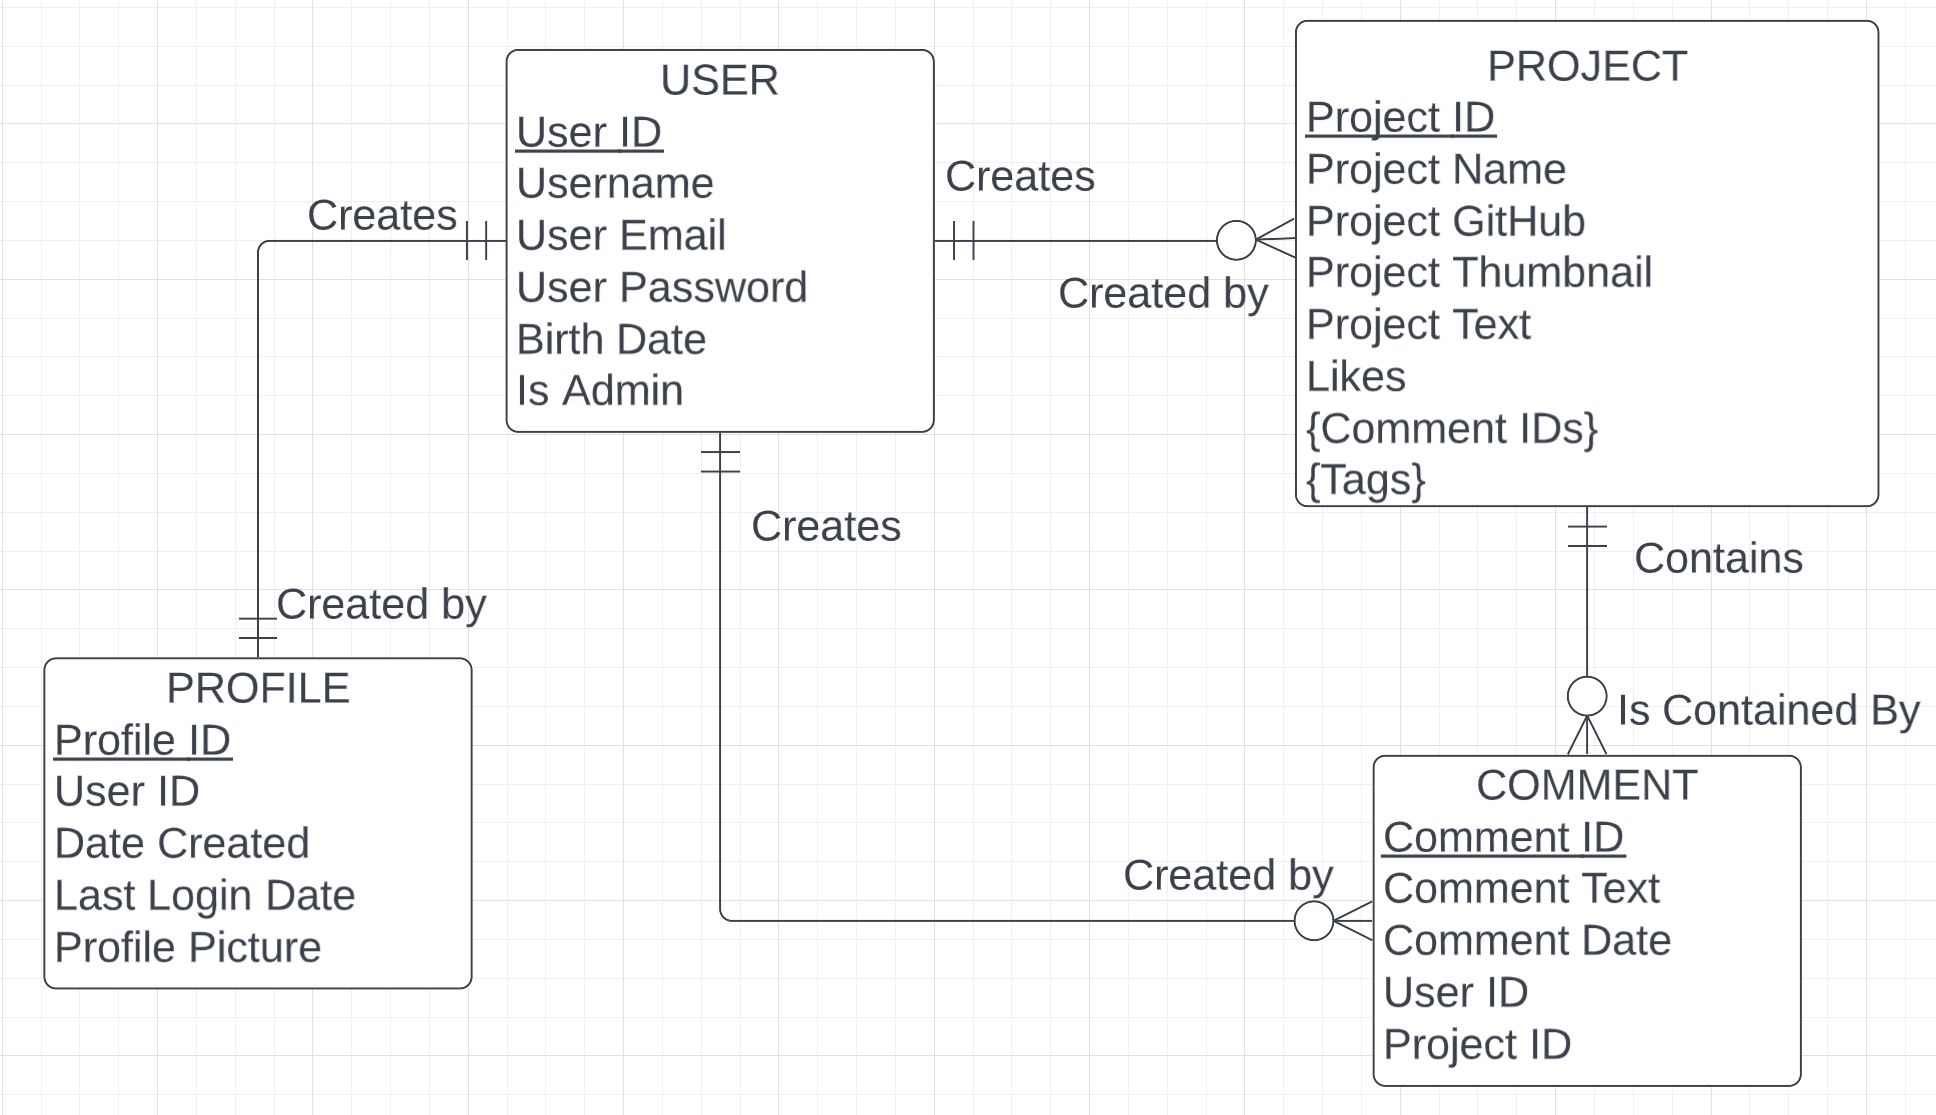 USER
User ID
Username
User Email
User Password
Birth Date
Is Admin
PROJECT
Project ID
Project Name
Project GitHub
Project Thumbnail
Project Text
Likes
{Comment IDs}
{Tags}
Creates
Created by
Creates
Created by
Creates
Created by
Contains
Is Contained By
PROFILE
Profile ID
User ID
Date Created
Last Login Date
Profile Picture
COMMENT
Comment ID
Comment Text
Comment Date
User ID
Project ID